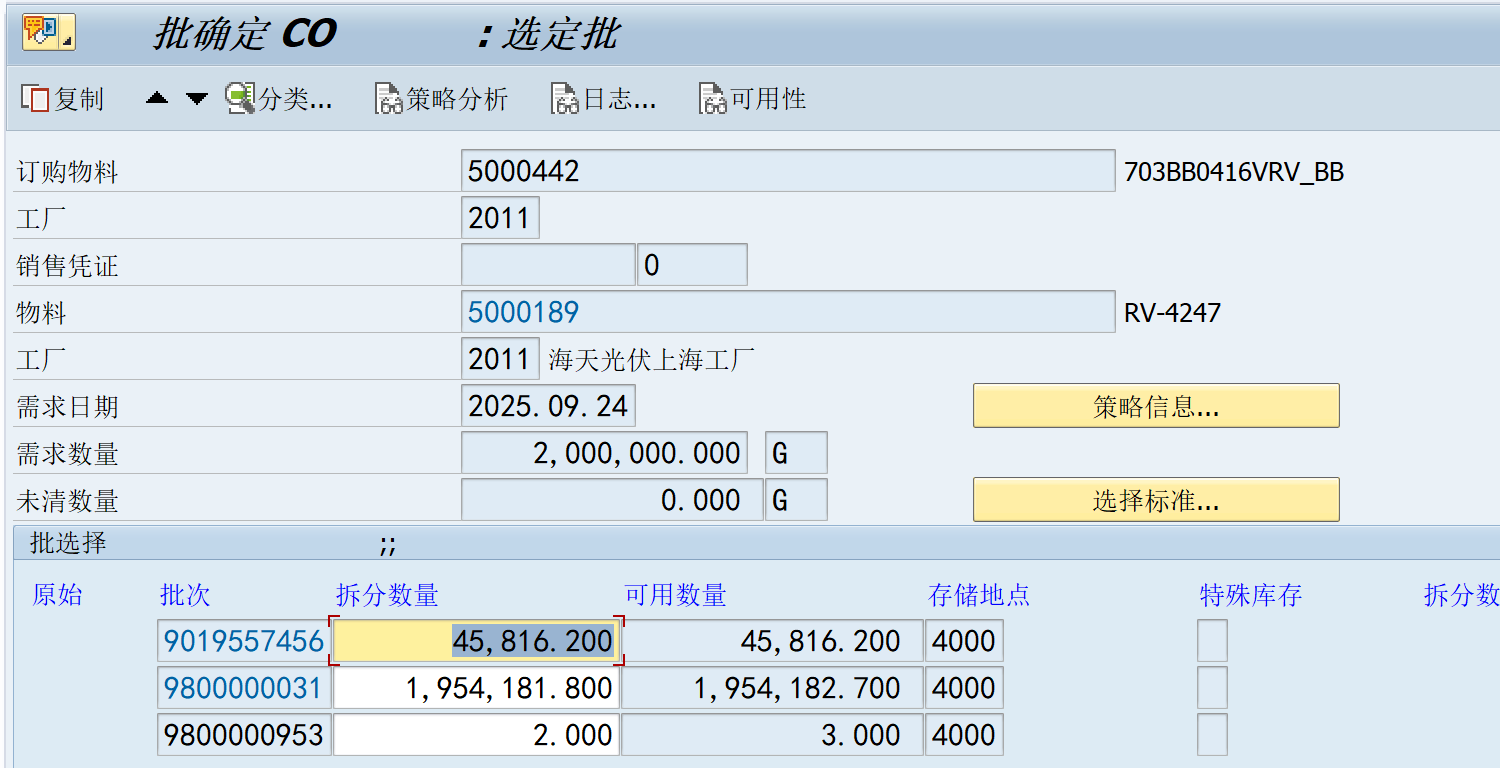 批确定 CO : 选定批
复制 分类... 策略分析 日志... 可用性
订购物料 5000442 703BB0416VRV_BB
工厂 2011
销售凭证 0
物料 5000189 RV-4247
工厂 2011 海天光伏上海工厂
需求日期 2025.09.24 策略信息...
需求数量 2,000,000.000 G
未清数量 0.000 G 选择标准...
批选择 ;;
原始 批次 拆分数量 可用数量 存储地点 特殊库存 拆分数
9019557456 45,816.200 45,816.200 4000
9800000031 1,954,181.800 1,954,182.700 4000
9800000953 2.000 3.000 4000